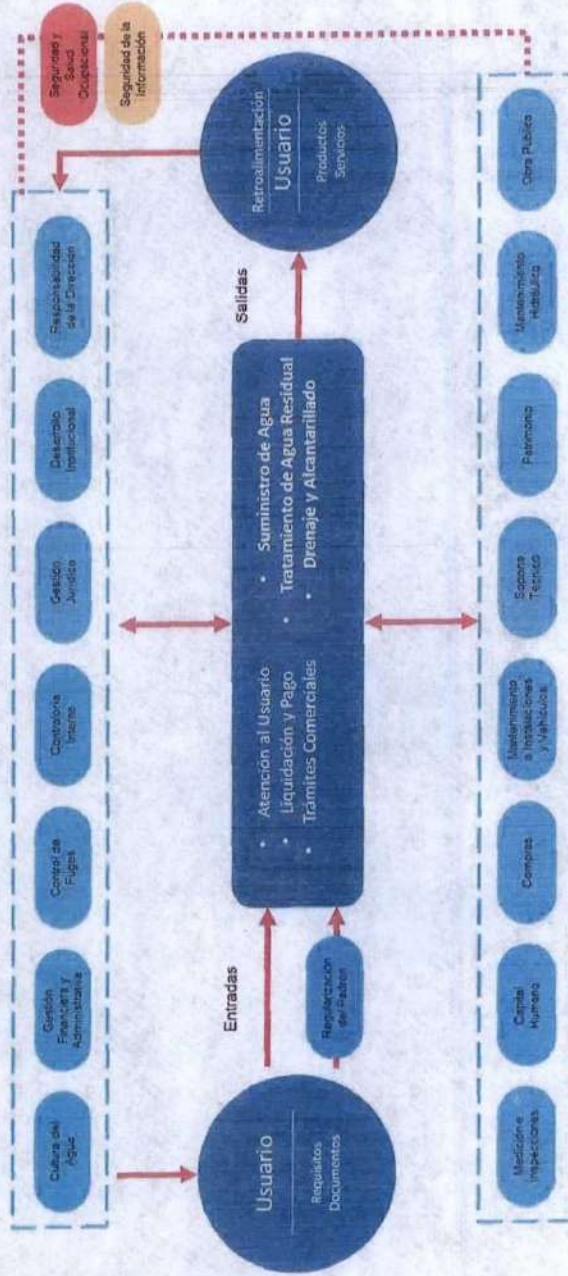 Cultura del
Agua
Gestión
Financiera y
Administrativa
Control de
Fugas
Contraloría
Interna
Gestión
Jurídica
Desarrollo
Institucional
Responsabilidad
de la Dirección
Seguridad y
Salud
Ocupacional
Seguridad de la
Información
Usuario
Requisitos
Documentos
Entradas
Regularización
del Padrón
• Atención al Usuario
• Liquidación y Pago
• Trámites Comerciales
• Suministro de Agua
• Tratamiento de Agua Residual
• Drenaje y Alcantarillado
Salidas
Retroalimentación
Usuario
Productos
Servicios
Medición e
Inspecciones
Capital
Humano
Compras
Mantenimiento
a Instalaciones
y Vehículos
Soporte
Técnico
Patrimonio
Mantenimiento
Hidráulico
Obra Pública